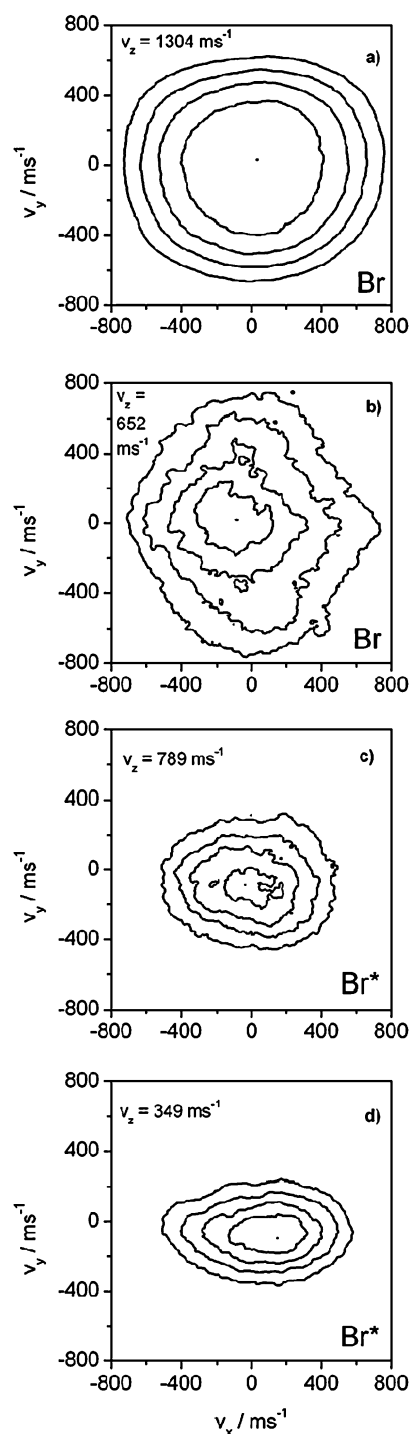 v_z = 1304 ms⁻¹
a)
800
400
0
-400
-800
v_y / ms⁻¹
Br
-800 -400 0 400 800
v_z =
652
ms⁻¹
b)
800
400
0
-400
-800
v_y / ms⁻¹
Br
-800 -400 0 400 800
v_z = 789 ms⁻¹
c)
800
400
0
-400
-800
v_y / ms⁻¹
Br*
-800 -400 0 400 800
v_z = 349 ms⁻¹
d)
800
400
0
-400
-800
v_y / ms⁻¹
Br*
-800 -400 0 400 800
v_x / ms⁻¹